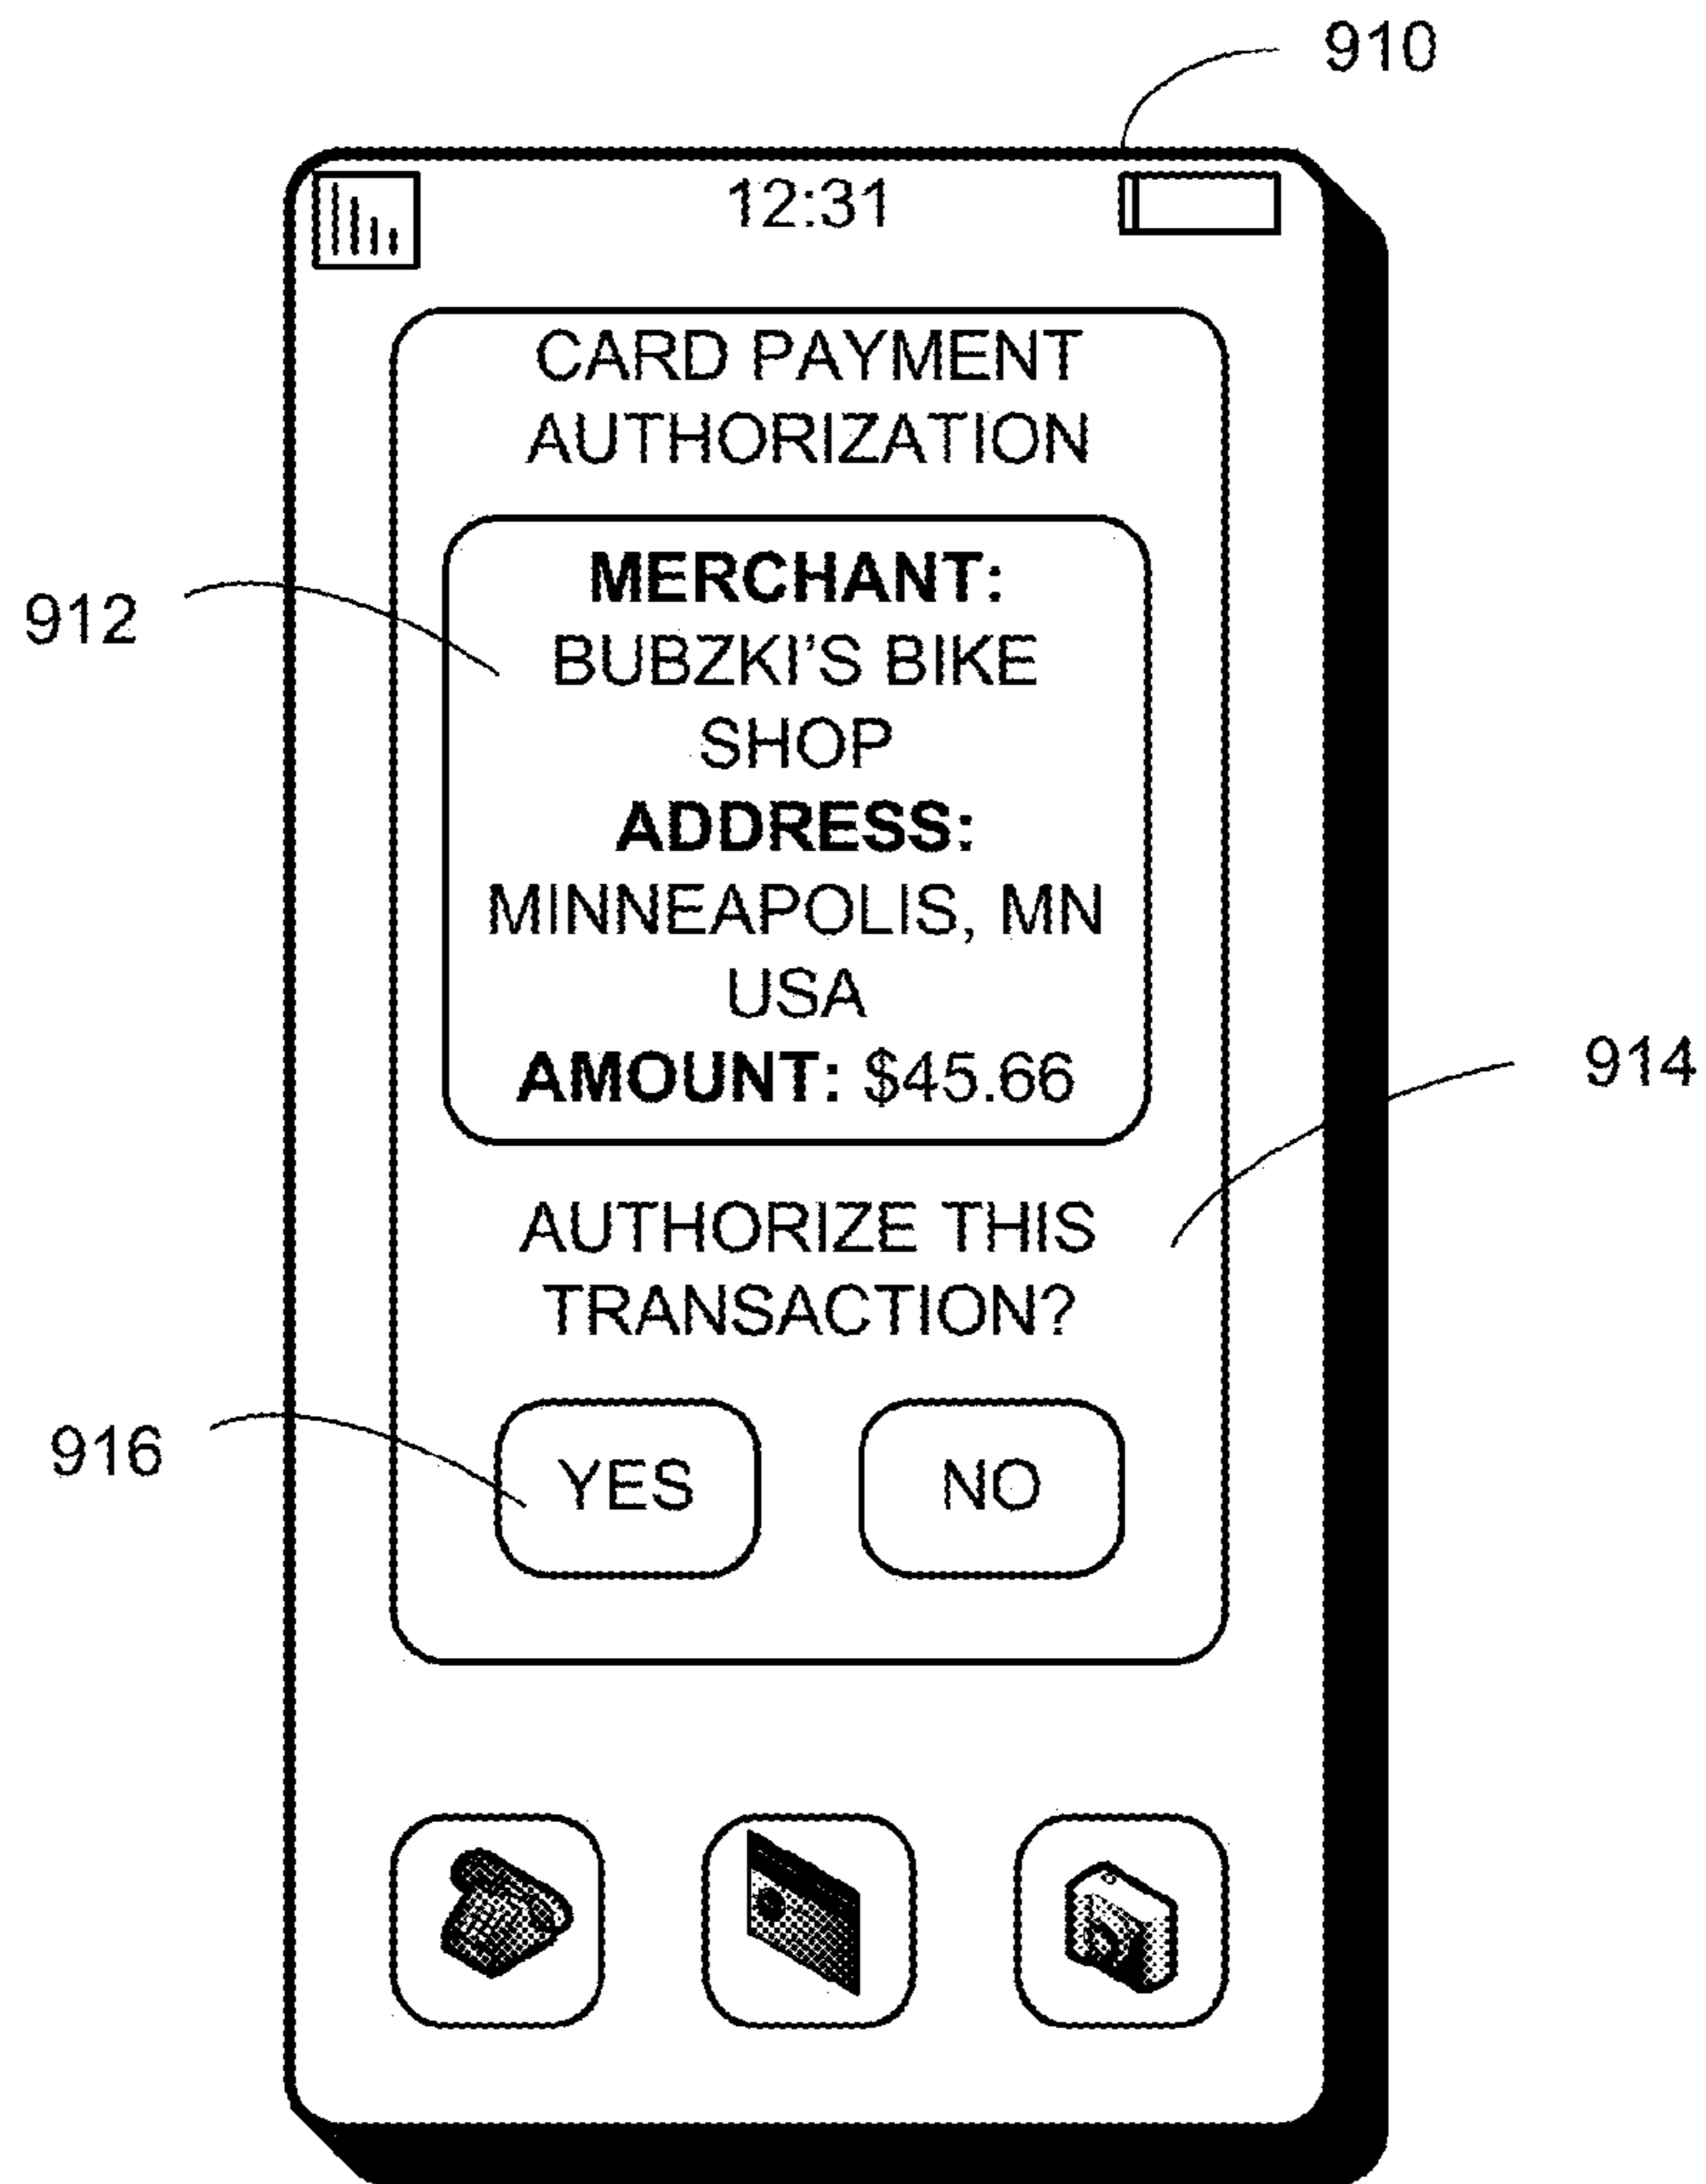 910
12:31
CARD PAYMENT
AUTHORIZATION
MERCHANT:
912
BUBZKI'S BIKE
SHOP
ADDRESS:
MINNEAPOLIS, MN
USA
AMOUNT: $45.66
914
AUTHORIZE THIS
TRANSACTION?
916
YES NO